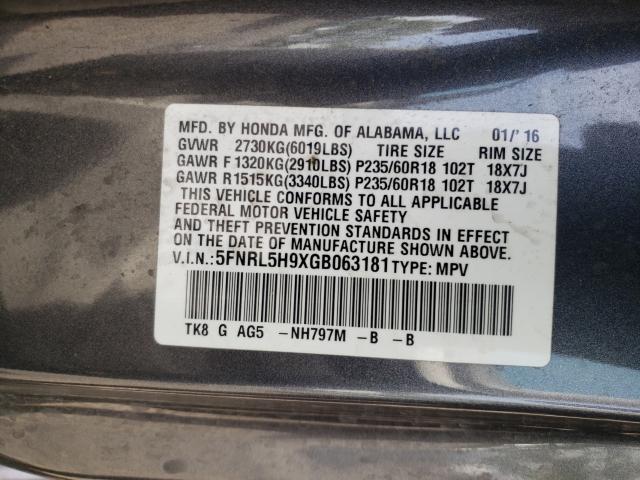 MFD. BY HONDA MFG. OF ALABAMA, LLC 01/'16
GVWR 2730KG(6019LBS) TIRE SIZE RIM SIZE
GAWR F 1320KG(2910LBS) P235/60R18 102T 18X7J
GAWR R1515KG(3340LBS) P235/60R18 102T 18X7J
THIS VEHICLE CONFORMS TO ALL APPLICABLE
FEDERAL MOTOR VEHICLE SAFETY
AND THEFT PREVENTION STANDARDS IN EFFECT
ON THE DATE OF MANUFACTURE SHOWN ABOVE.
V.I.N.:5FNRL5H9XGB063181 TYPE: MPV
TK8 G AG5 -NH797M -B -B